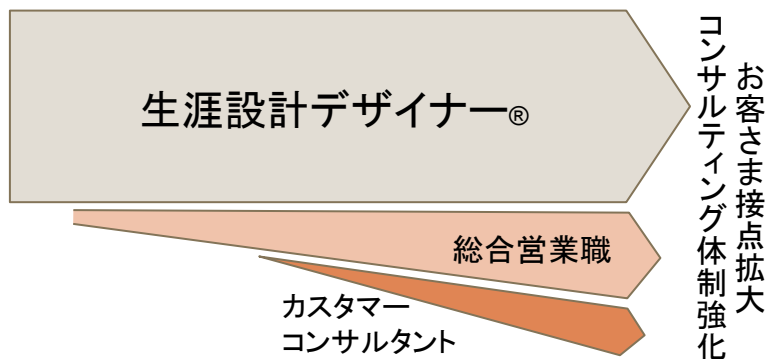 生涯設計デザイナー®
総合営業職
カスタマー
コンサルタント
お客さま接点拡大
コンサルティング体制強化